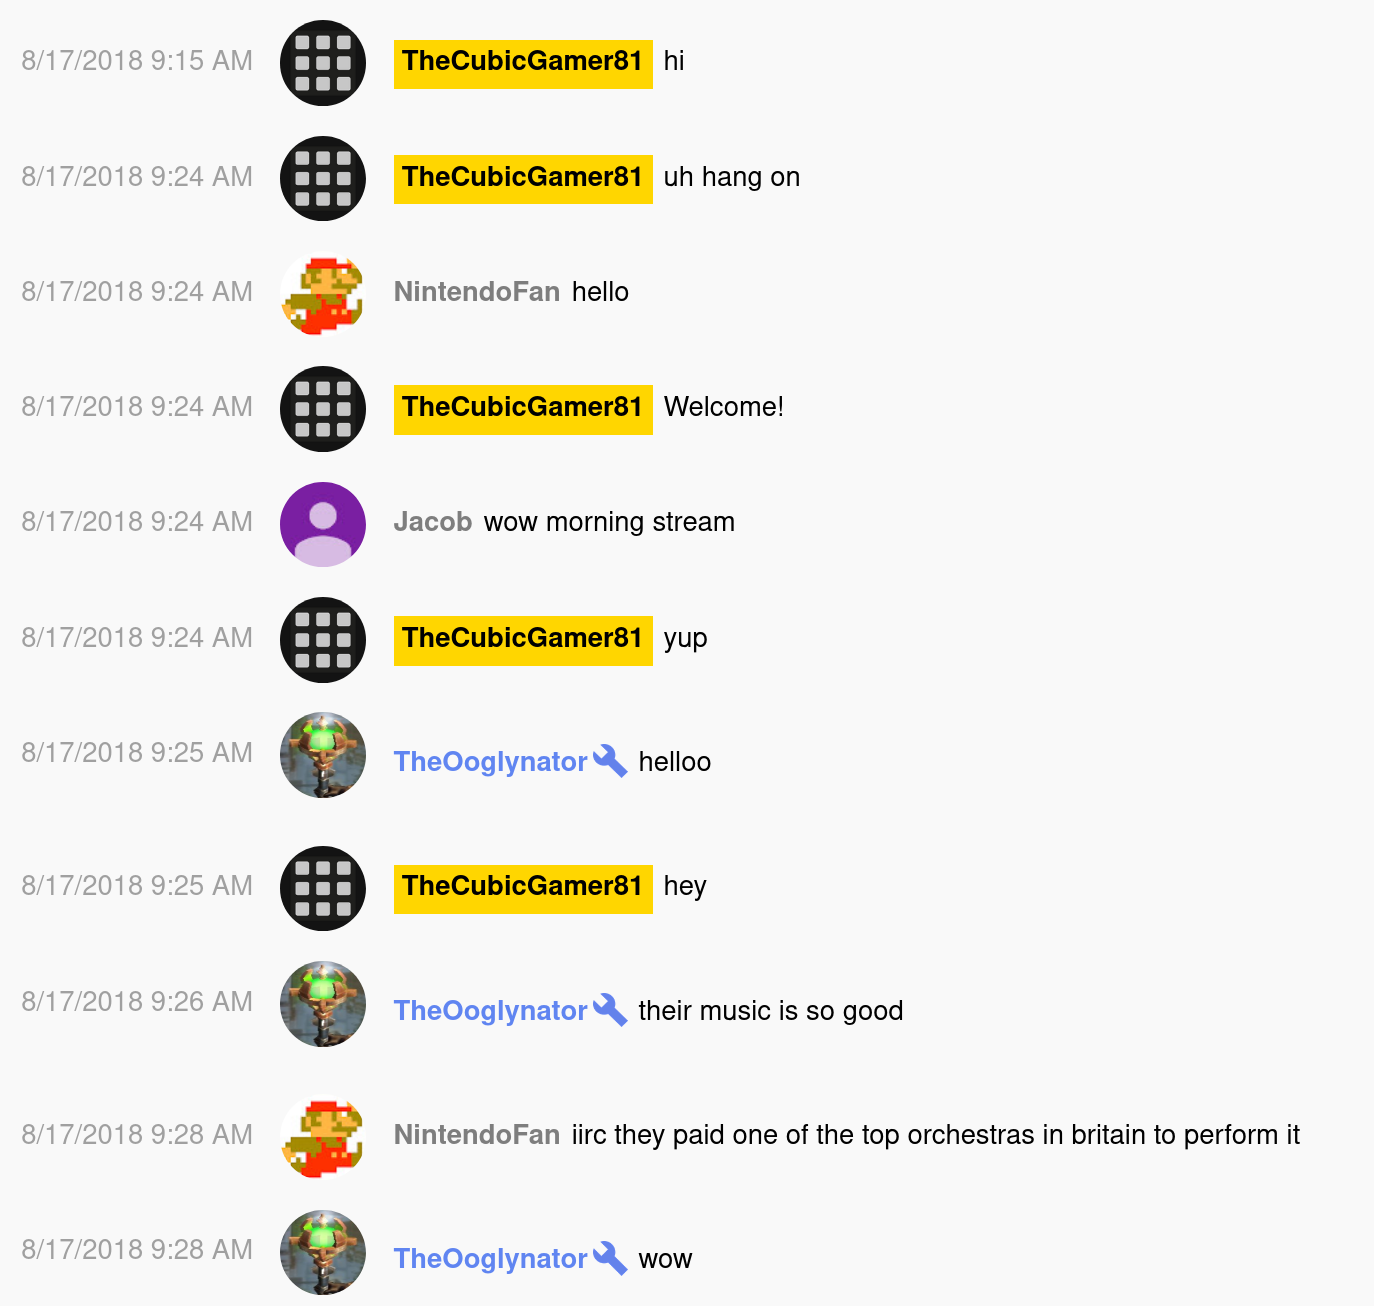 8/17/2018 9:15 AM TheCubicGamer81 hi
8/17/2018 9:24 AM TheCubicGamer81 uh hang on
8/17/2018 9:24 AM NintendoFan hello
8/17/2018 9:24 AM TheCubicGamer81 Welcome!
8/17/2018 9:24 AM Jacob wow morning stream
8/17/2018 9:24 AM TheCubicGamer81 yup
8/17/2018 9:25 AM TheOoglynator helloo
8/17/2018 9:25 AM TheCubicGamer81 hey
8/17/2018 9:26 AM TheOoglynator their music is so good
8/17/2018 9:28 AM NintendoFan iirc they paid one of the top orchestras in britain to perform it
8/17/2018 9:28 AM TheOoglynator wow